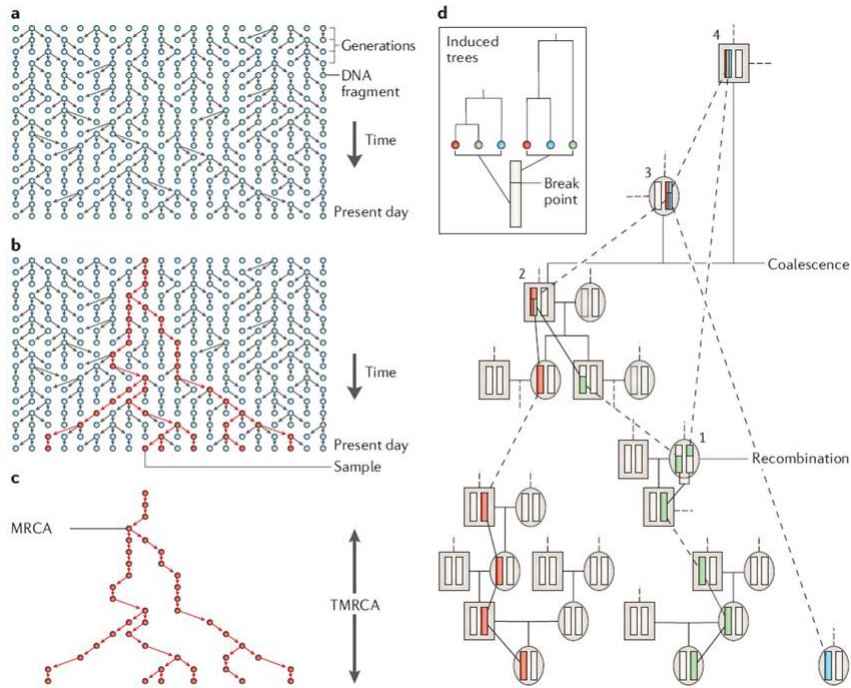 a
Generations
DNA
fragment
Time
Present day
b
Time
Present day
Sample
c
MRCA
TMRCA
d
Induced
trees
Break
point
4
3
Coalescence
2
1
Recombination